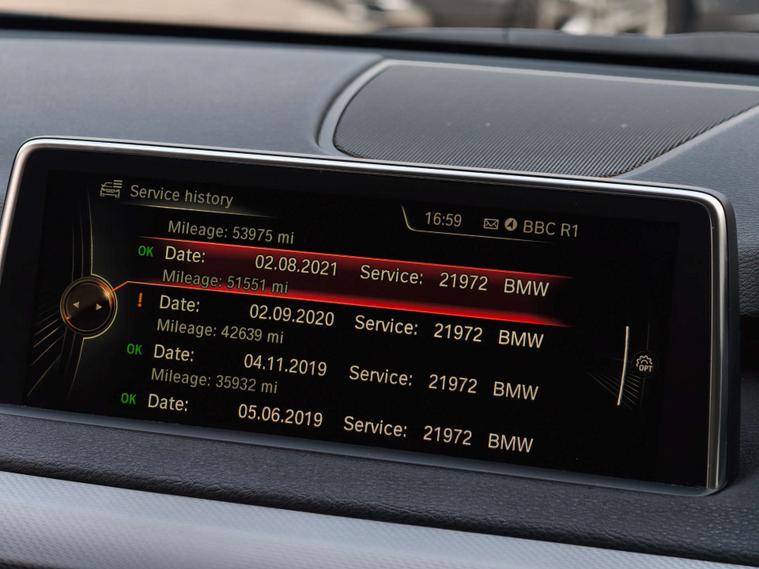 Service history
16:59 BBC R1
Mileage: 53975 mi
OK Date: 02.08.2021 Service: 21972 BMW
Mileage: 51551 mi
! Date: 02.09.2020 Service: 21972 BMW
Mileage: 42639 mi
OK Date: 04.11.2019 Service: 21972 BMW
Mileage: 35932 mi
OK Date: 05.06.2019 Service: 21972 BMW
OPT